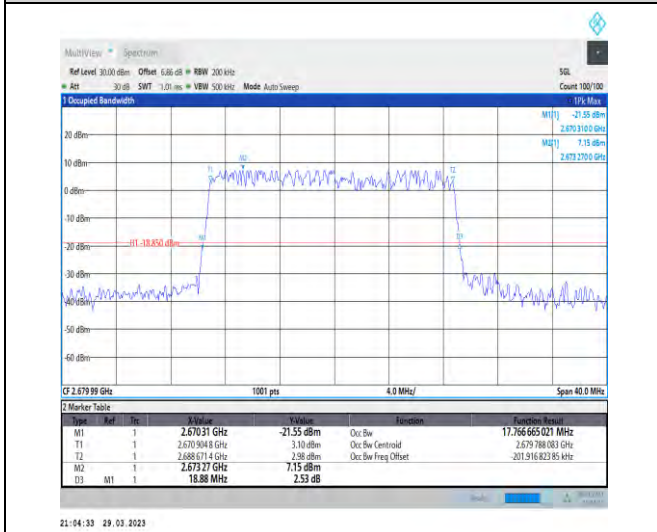 MultiView Spectrum
Ref Level 30.00 dBm Offset 6.86 dB RBW 200 kHz SGL
Att 30 dB SWT 1.01 ms VBW 500 kHz Mode Auto Sweep Count 100/100
1 Occupied Bandwidth 1Pk Max
M1[1] -21.55 dBm
2.670 3100 GHz
M2[1] 7.15 dBm
2.673 2700 GHz
20 dBm
10 dBm
M2
T1 T2
0 dBm
-10 dBm
M1 D3
H1 -18.850 dBm
-20 dBm
-30 dBm
-40 dBm
-50 dBm
-60 dBm
CF 2.679 99 GHz 1001 pts 4.0 MHz/ Span 40.0 MHz
2 Marker Table
Type Ref Trc X-Value Y-Value Function Function Result
M1 1 2.670 31 GHz -21.55 dBm Occ Bw 17.766 665 021 MHz
T1 1 2.670 904 8 GHz 3.10 dBm Occ Bw Centroid 2.679 788 083 GHz
T2 1 2.688 671 4 GHz 2.98 dBm Occ Bw Freq Offset -201.916 823 85 kHz
M2 1 2.673 27 GHz 7.15 dBm
D3 M1 1 18.88 MHz 2.53 dB
21:04:33 29.03.2023